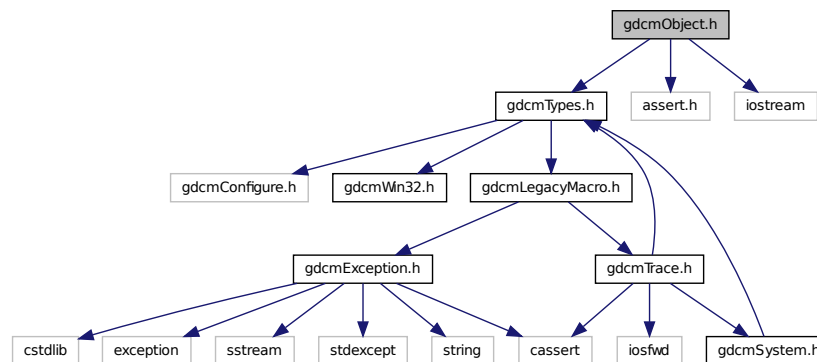 gdcmObject.h
gdcmTypes.h
assert.h
iostream
gdcmConfigure.h
gdcmWin32.h
gdcmLegacyMacro.h
gdcmException.h
gdcmTrace.h
cstdlib
exception
sstream
stdexcept
string
cassert
iosfwd
gdcmSystem.h